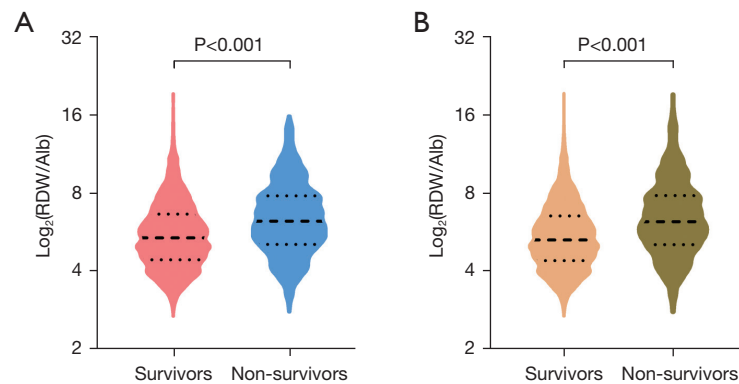 A
32
16
8
4
2
Log₂(RDW/Alb)
P<0.001
Survivors Non-survivors
B
32
16
8
4
2
Log₂(RDW/Alb)
P<0.001
Survivors Non-survivors